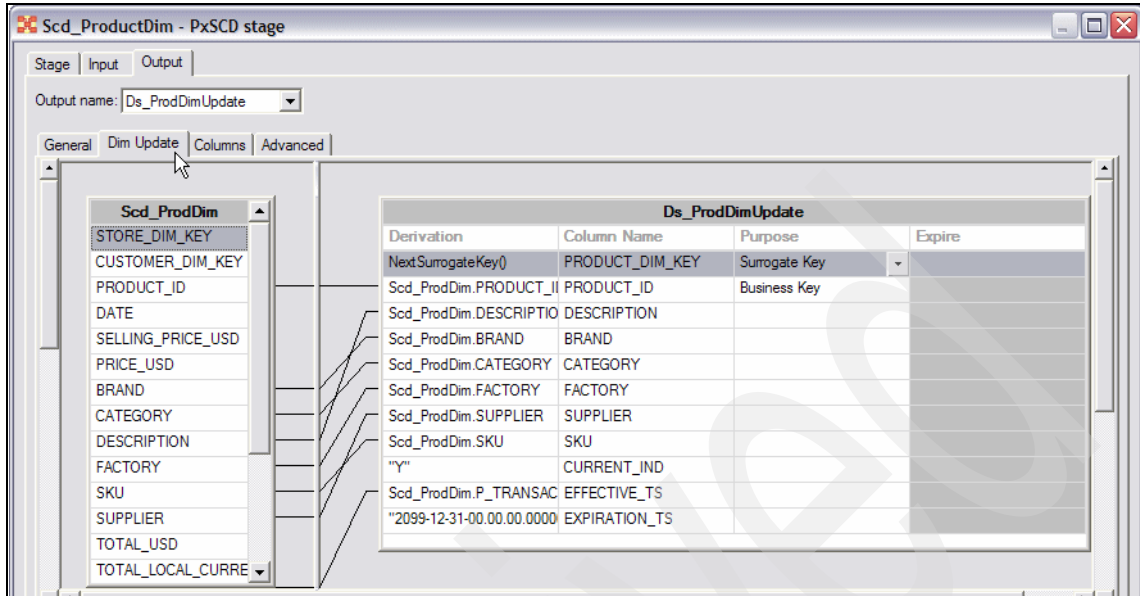 Scd_ProductDim - PxSCD stage
Stage Input Output
Output name: Ds_ProdDimUpdate
General Dim Update Columns Advanced
Scd_ProdDim
STORE_DIM_KEY
CUSTOMER_DIM_KEY
PRODUCT_ID
DATE
SELLING_PRICE_USD
PRICE_USD
BRAND
CATEGORY
DESCRIPTION
FACTORY
SKU
SUPPLIER
TOTAL_USD
TOTAL_LOCAL_CURRE
Ds_ProdDimUpdate
Derivation Column Name Purpose Expire
NextSurrogateKey() PRODUCT_DIM_KEY Surrogate Key
Scd_ProdDim.PRODUCT_II PRODUCT_ID Business Key
Scd_ProdDim.DESCRIPTIO DESCRIPTION
Scd_ProdDim.BRAND BRAND
Scd_ProdDim.CATEGORY CATEGORY
Scd_ProdDim.FACTORY FACTORY
Scd_ProdDim.SUPPLIER SUPPLIER
Scd_ProdDim.SKU SKU
"Y" CURRENT_IND
Scd_ProdDim.P_TRANSAC EFFECTIVE_TS
"2099-12-31-00.00.00.0000 EXPIRATION_TS